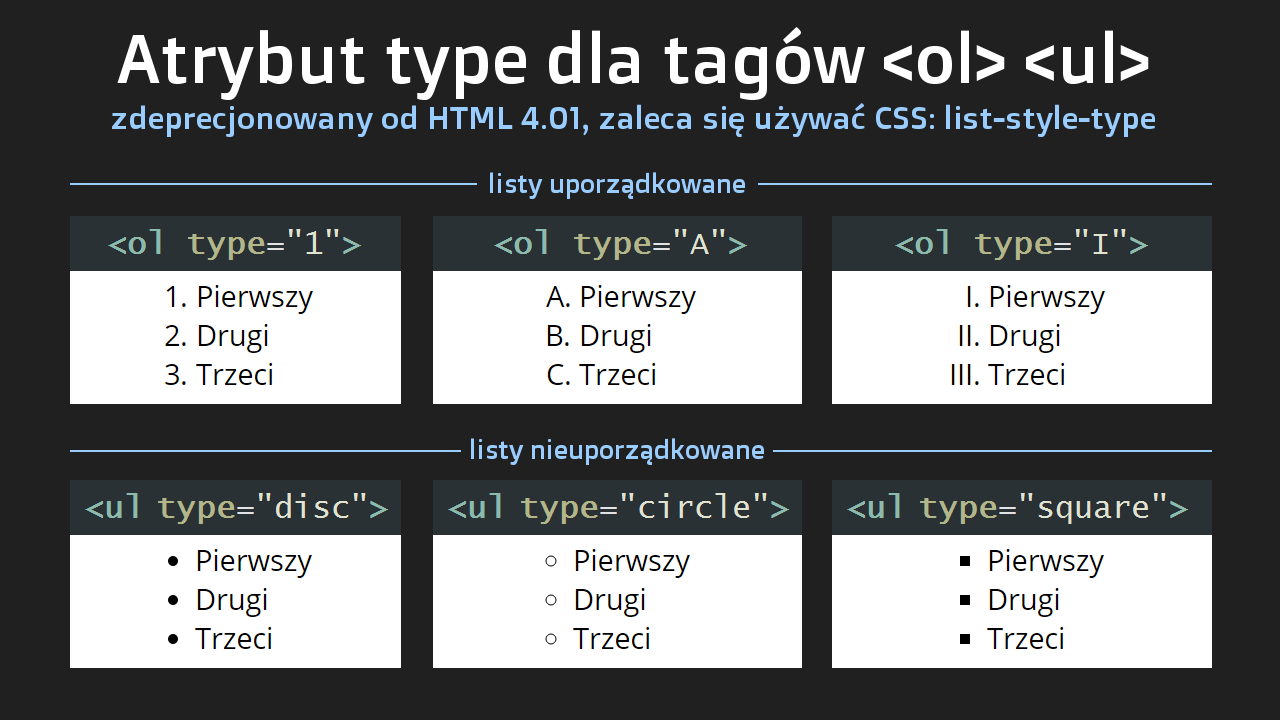 Atrybut type dla tagów <ol> <ul>
zdeprecjonowany od HTML 4.01, zaleca się używać CSS: list-style-type
listy uporządkowane
<ol type="1">
1. Pierwszy
2. Drugi
3. Trzeci
<ol type="A">
A. Pierwszy
B. Drugi
C. Trzeci
<ol type="I">
I. Pierwszy
II. Drugi
III. Trzeci
listy nieuporządkowane
<ul type="disc">
• Pierwszy
• Drugi
• Trzeci
<ul type="circle">
○ Pierwszy
○ Drugi
○ Trzeci
<ul type="square">
▪ Pierwszy
▪ Drugi
▪ Trzeci